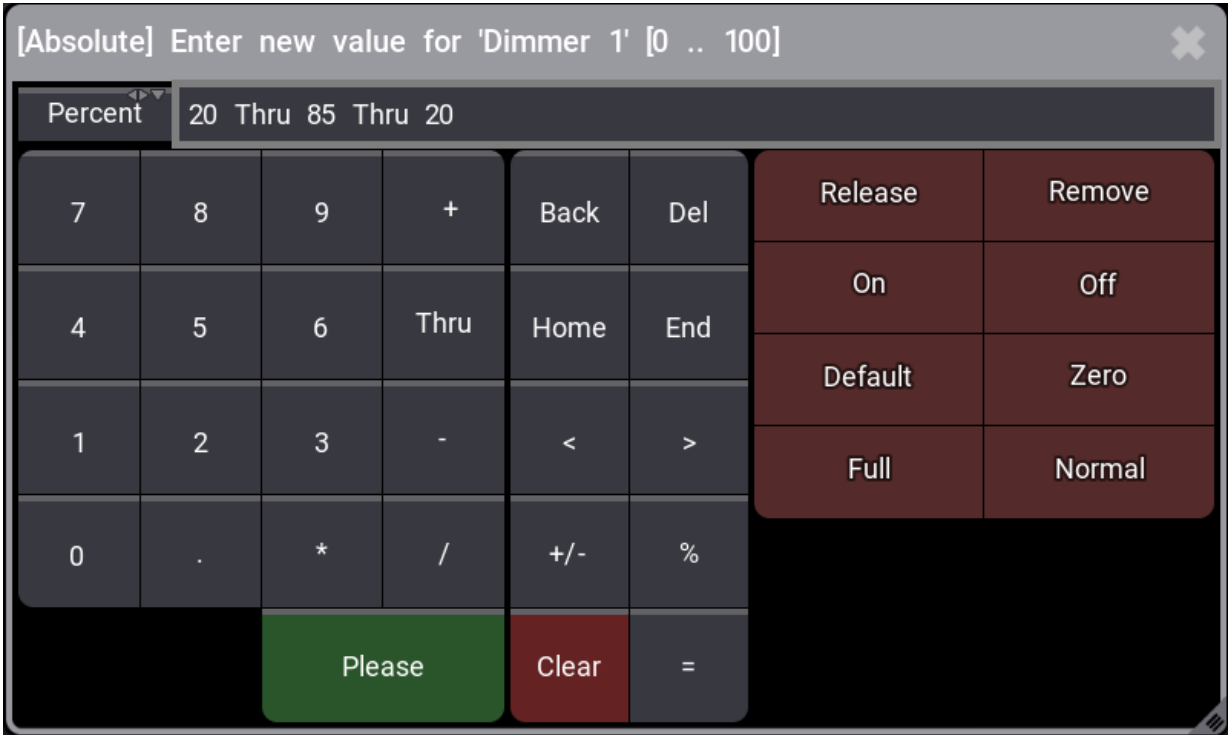 [Absolute] Enter new value for 'Dimmer 1' [0 .. 100]
Percent 20 Thru 85 Thru 20
7 8 9 + Back Del Release Remove
On Off
4 5 6 Thru Home End
Default Zero
1 2 3 - < >
Full Normal
0 . * / +/- %
Please Clear =